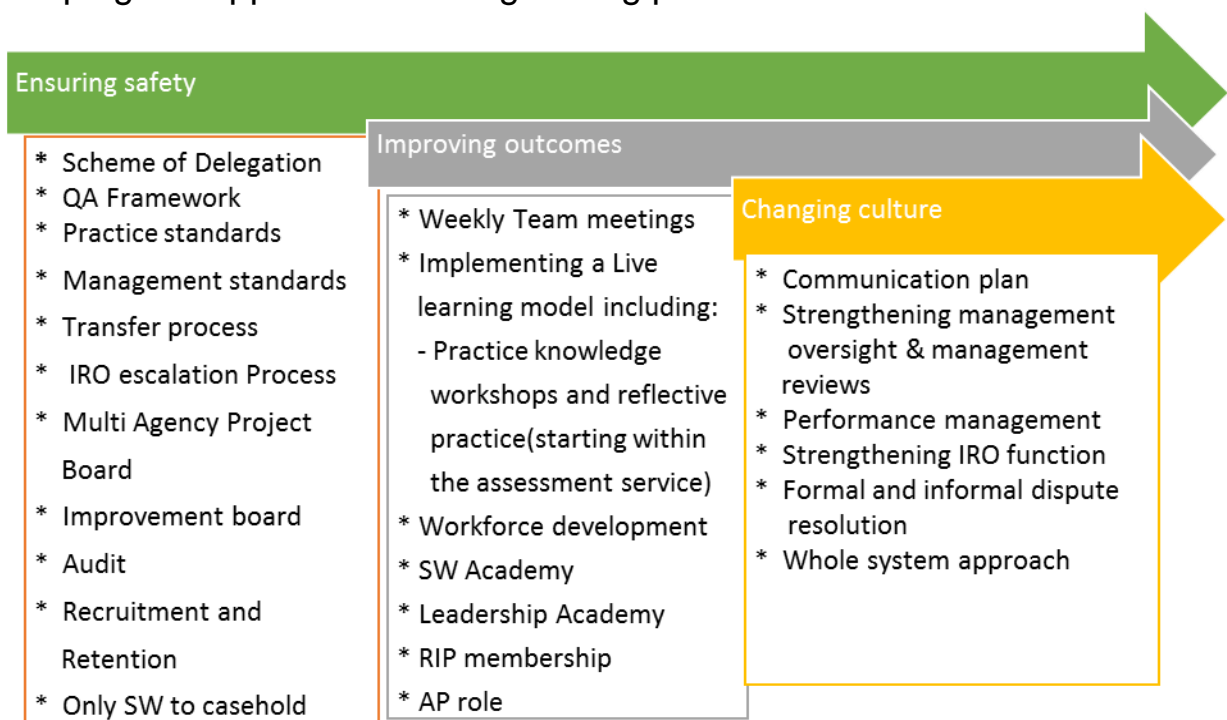 Ensuring safety
* Scheme of Delegation
* QA Framework
* Practice standards
* Management standards
* Transfer process
* IRO escalation Process
* Multi Agency Project
Board
* Improvement board
* Audit
* Recruitment and
Retention
* Only SW to casehold
Improving outcomes
* Weekly Team meetings
* Implementing a Live
learning model including:
- Practice knowledge
workshops and reflective
practice(starting within
the assessment service)
* Workforce development
* SW Academy
* Leadership Academy
* RIP membership
* AP role
Changing culture
* Communication plan
* Strengthening management
oversight & management
reviews
* Performance management
* Strengthening IRO function
* Formal and informal dispute
resolution
* Whole system approach